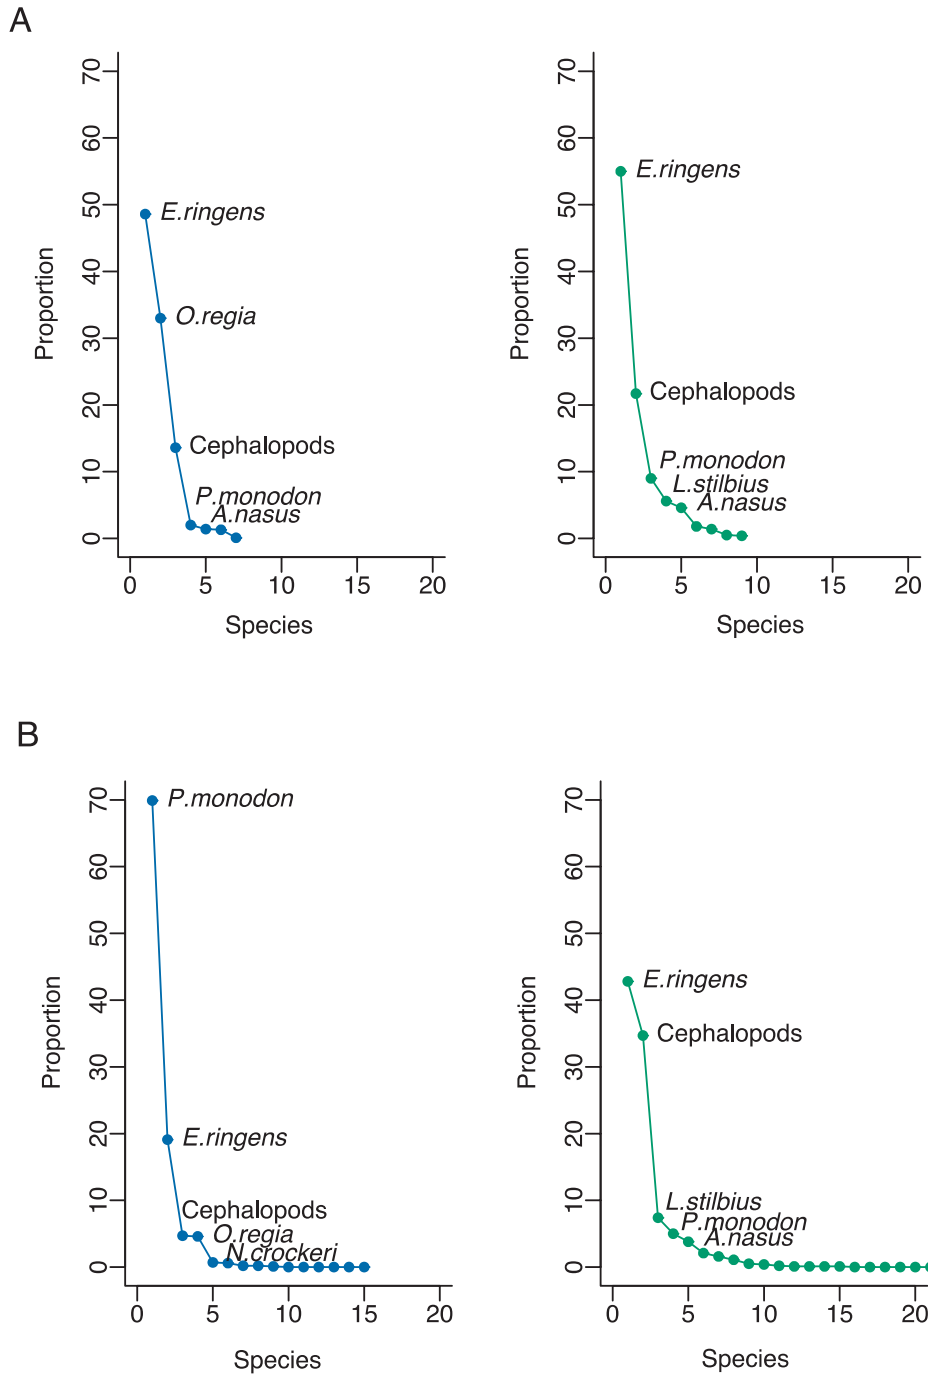 A
70
60
50
40
30
20
10
0
Proportion
E.ringens
O.regia
Cephalopods
P.monodon
A.nasus
0 5 10 15 20
Species
70
60
50
40
30
20
10
0
Proportion
E.ringens
Cephalopods
P.monodon
L.stilbius
A.nasus
0 5 10 15 20
Species
B
70
60
50
40
30
20
10
0
Proportion
P.monodon
E.ringens
Cephalopods
O.regia
N.crockeri
0 5 10 15 20
Species
70
60
50
40
30
20
10
0
Proportion
E.ringens
Cephalopods
L.stilbius
P.monodon
A.nasus
0 5 10 15 20
Species